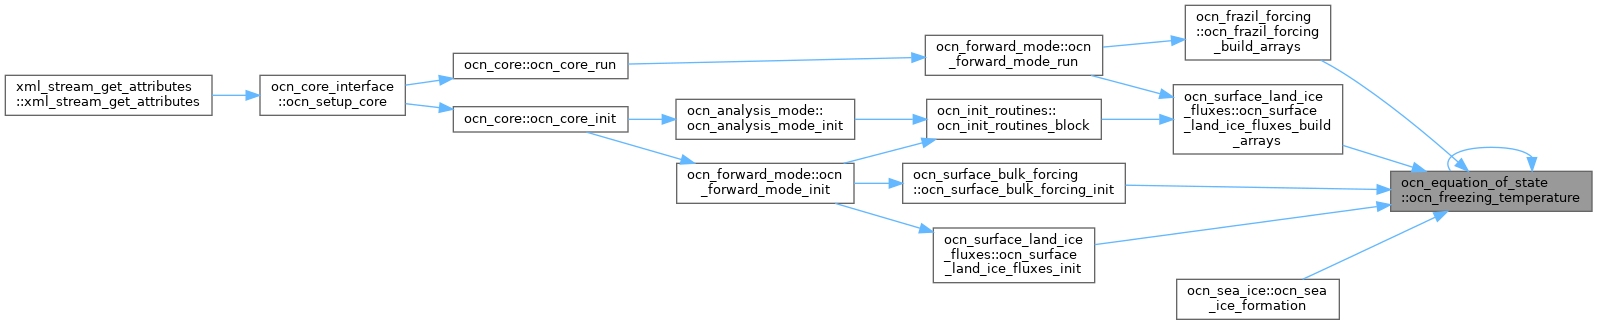 xml_stream_get_attributes
::xml_stream_get_attributes
ocn_core_interface
::ocn_setup_core
ocn_core::ocn_core_run
ocn_core::ocn_core_init
ocn_analysis_mode::
ocn_analysis_mode_init
ocn_forward_mode::ocn
_forward_mode_init
ocn_forward_mode::ocn
_forward_mode_run
ocn_init_routines::
ocn_init_routines_block
ocn_surface_bulk_forcing
::ocn_surface_bulk_forcing_init
ocn_surface_land_ice
_fluxes::ocn_surface
_land_ice_fluxes_init
ocn_frazil_forcing
::ocn_frazil_forcing
_build_arrays
ocn_surface_land_ice
_fluxes::ocn_surface
_land_ice_fluxes_build
_arrays
ocn_sea_ice::ocn_sea
_ice_formation
ocn_equation_of_state
::ocn_freezing_temperature